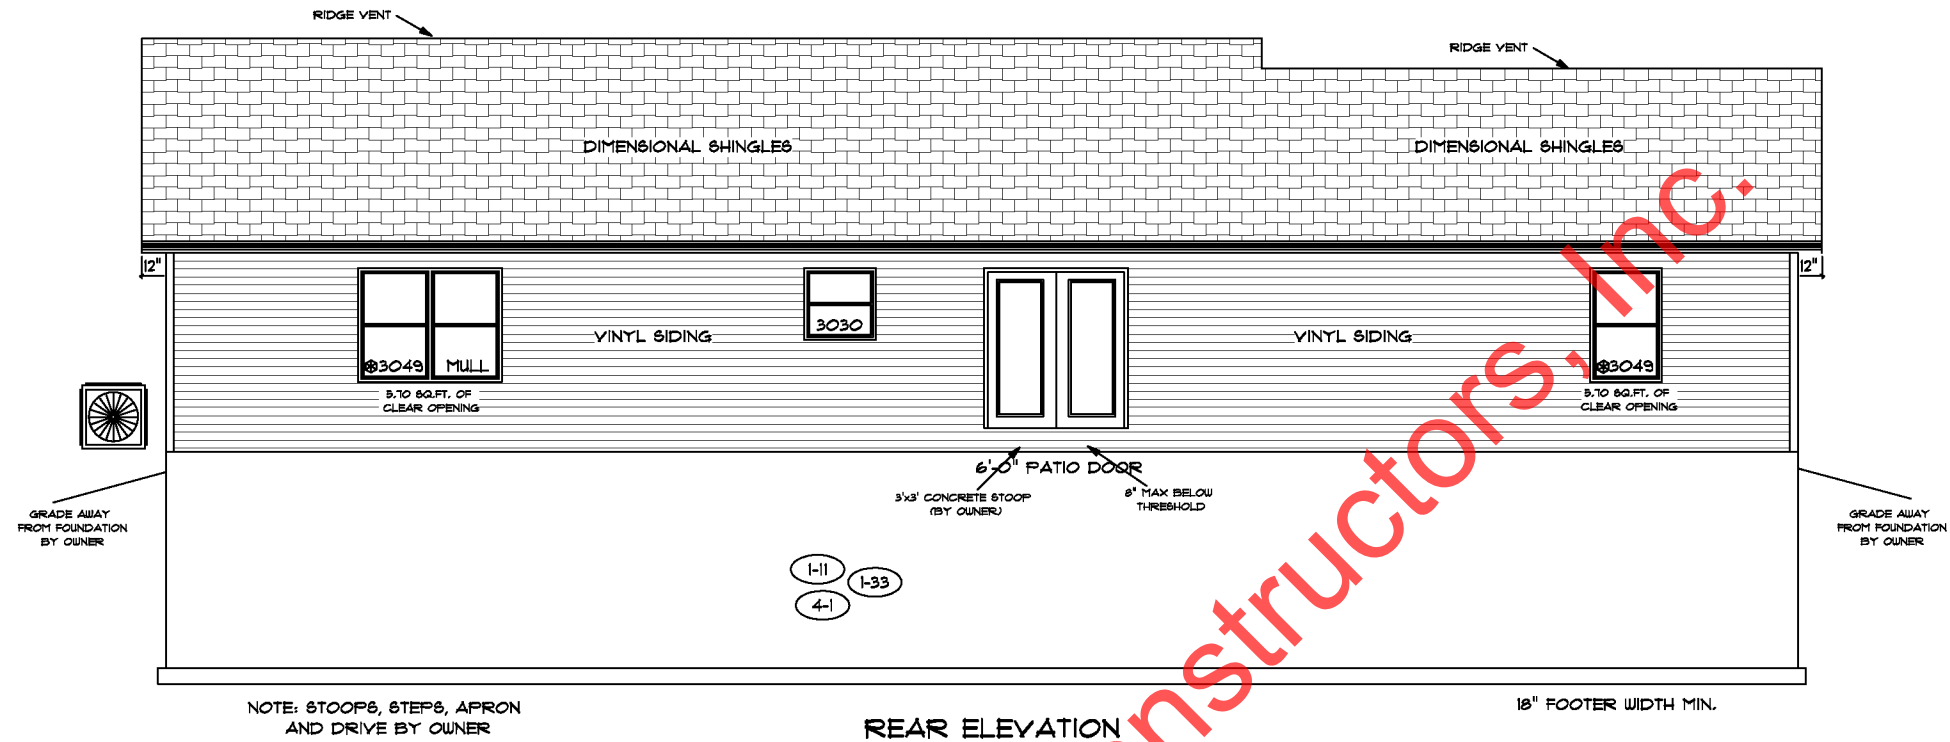 RIDGE VENT
RIDGE VENT
DIMENSIONAL SHINGLES
DIMENSIONAL SHINGLES
12"
12"
3030
VINYL SIDING
VINYL SIDING
3049
MULL
3049
5.70 SQ.FT. OF
CLEAR OPENING
5.70 SQ.FT. OF
CLEAR OPENING
6'-0" PATIO DOOR
3'x3' CONCRETE STOOP
(BY OWNER)
8" MAX BELOW
THRESHOLD
GRADE AWAY
FROM FOUNDATION
BY OWNER
GRADE AWAY
FROM FOUNDATION
BY OWNER
1-11
1-33
4-1
NOTE: STOOPS, STEPS, APRON
AND DRIVE BY OWNER
REAR ELEVATION
18" FOOTER WIDTH MIN.
nstructors, Inc.